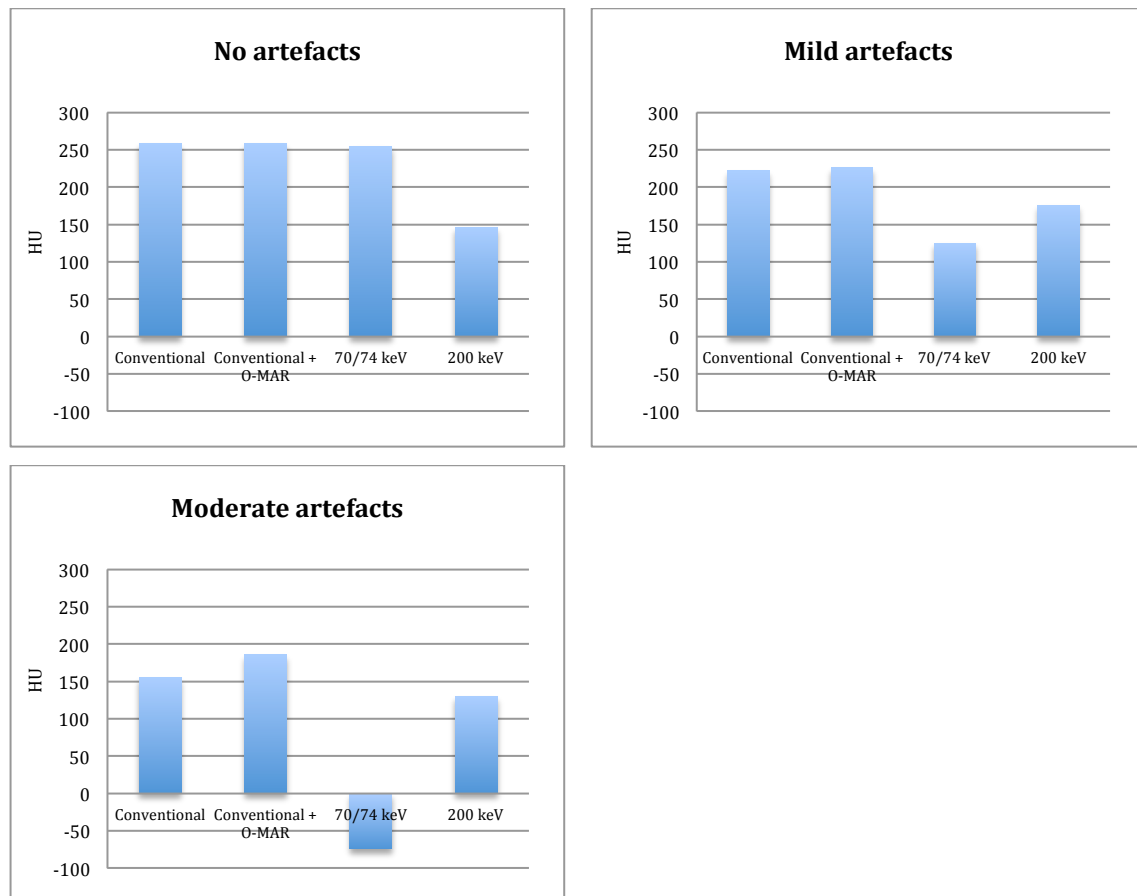 No artefacts
300
250
200
150
100
50
0
-50
-100
HU
Conventional
Conventional +
O-MAR
70/74 keV
200 keV
Mild artefacts
300
250
200
150
100
50
0
-50
-100
HU
Conventional
Conventional +
O-MAR
70/74 keV
200 keV
Moderate artefacts
300
250
200
150
100
50
0
-50
-100
HU
Conventional
Conventional +
O-MAR
70/74 keV
200 keV